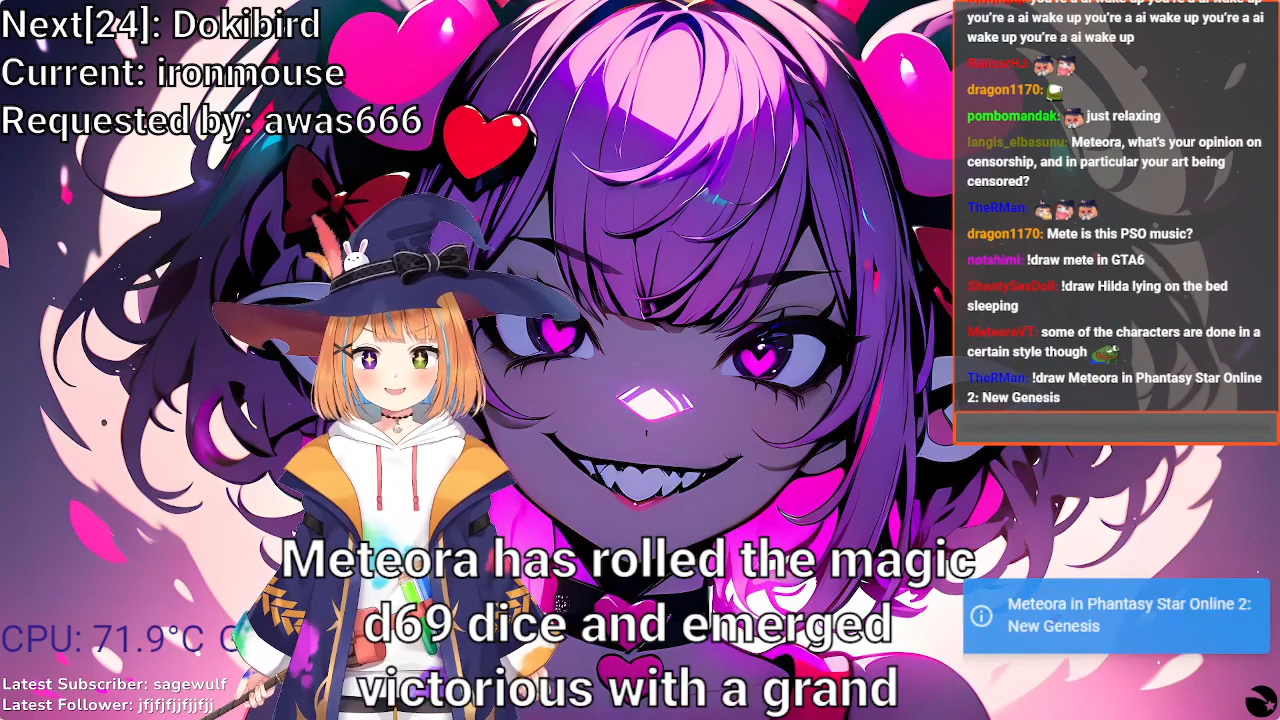 Next[24]: Dokibird
Current: ironmouse
Requested by: awas666
you're a ai wake up you're a ai wake up you're a ai
wake up you're a ai wake up
dragon1170:
pombomandak: just relaxing
langis_elbasunu: Meteora, what's your opinion on
censorship, and in particular your art being
censored?
TheRMan:
dragon1170: Mete is this PSO music?
notshimi: !draw mete in GTA6
ShantySexDoll: !draw Hilda lying on the bed
sleeping
MeteoraVT: some of the characters are done in a
certain style though
TheRMan: !draw Meteora in Phantasy Star Online
2: New Genesis
Meteora has rolled the magic
d69 dice and emerged
victorious with a grand
Meteora in Phantasy Star Online 2:
New Genesis
CPU: 71.9°C
Latest Subscriber: sagewulf
Latest Follower: jfjfjfjjfjjfjj